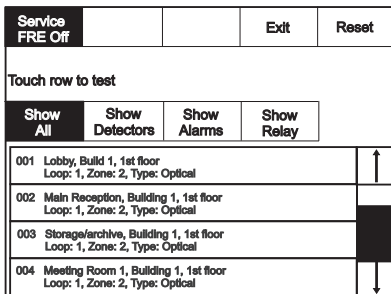 Service
FRE Off
Exit
Reset
Touch row to test
Show
All
Show
Detectors
Show
Alarms
Show
Relay
001 Lobby, Build 1, 1st floor
Loop: 1, Zone: 2, Type: Optical
002 Main Reception, Building 1, 1st floor
Loop: 1, Zone: 2, Type: Optical
003 Storage/archive, Building 1, 1st floor
Loop: 1, Zone: 2, Type: Optical
004 Meeting Room 1, Building 1, 1st floor
Loop: 1, Zone: 2, Type: Optical